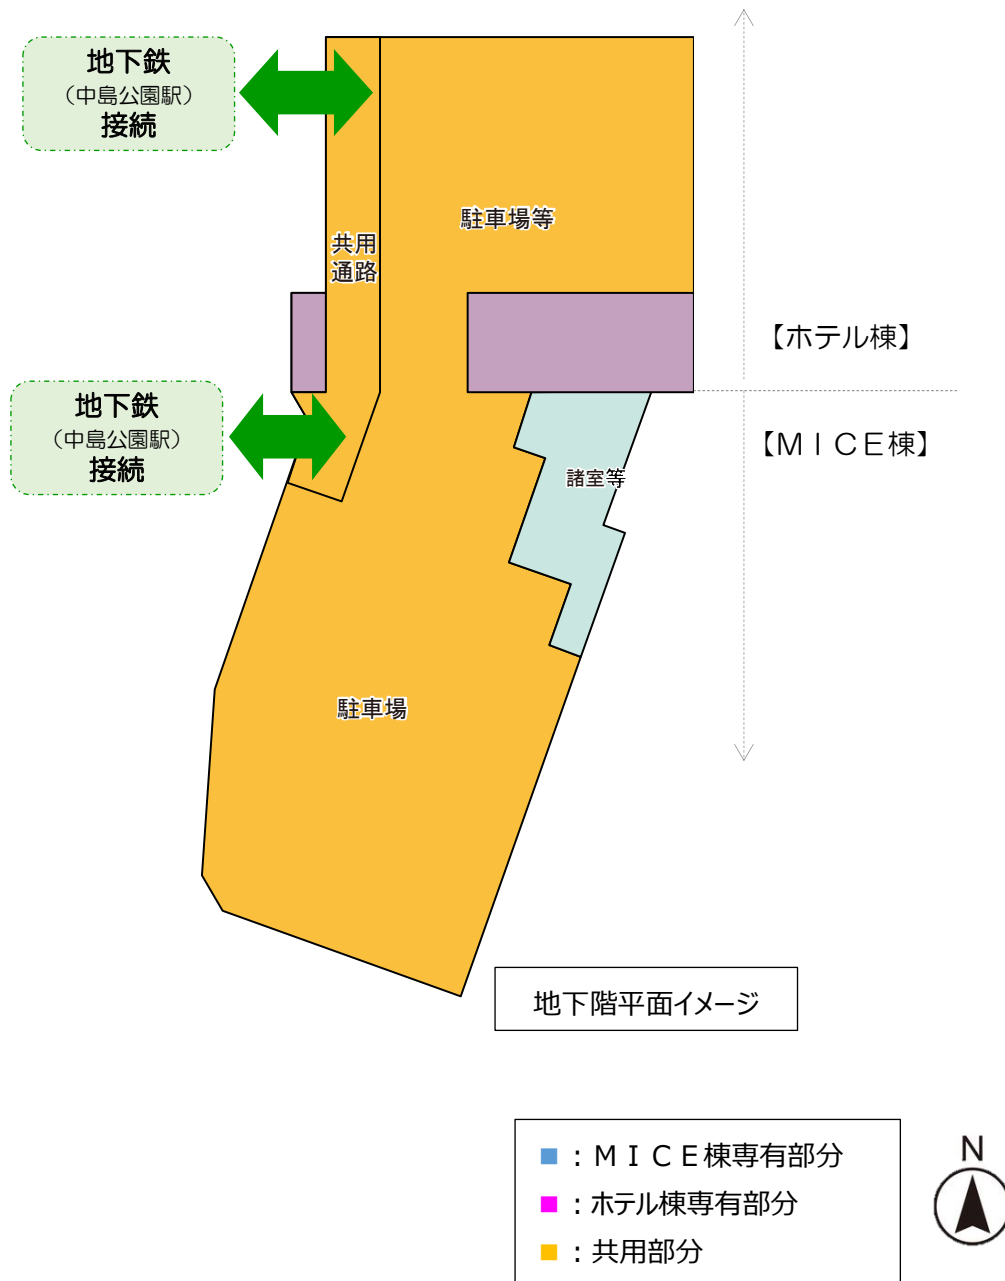 地下鉄
（中島公園駅）
接続
駐車場等
共用
通路
【ホテル棟】
地下鉄
（中島公園駅）
接続
【ＭＩＣＥ棟】
諸室等
駐車場
地下階平面イメージ
：ＭＩＣＥ棟専有部分
：ホテル棟専有部分
：共用部分
N